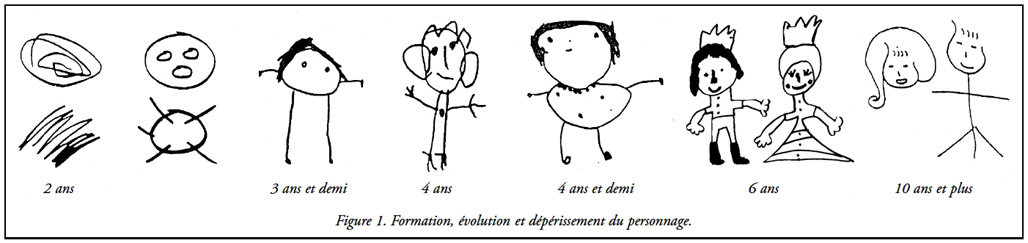 2 ans
3 ans et demi
4 ans
4 ans et demi
6 ans
10 ans et plus
Figure 1. Formation, évolution et dépérissement du personnage.